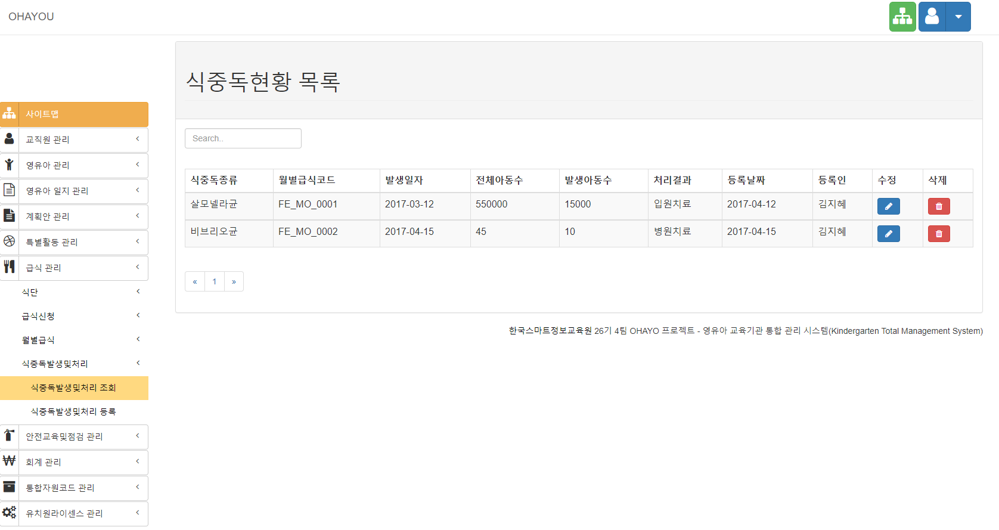 OHAYOU
사이트맵
교직원 관리
영유아 관리
영유아 일지 관리
계획안 관리
특별활동 관리
급식 관리
식단
급식신청
월별급식
식중독발생및처리
식중독발생및처리 조회
식중독발생및처리 등록
안전교육및점검 관리
회계 관리
통합자원코드 관리
유치원라이센스 관리
식중독현황 목록
Search..
식중독종류 월별급식코드 발생일자 전체아동수 발생아동수 처리결과 등록날짜 등록인 수정 삭제
살모넬라균 FE_MO_0001 2017-03-12 550000 15000 입원치료 2017-04-12 김지혜
비브리오균 FE_MO_0002 2017-04-15 45 10 병원치료 2017-04-15 김지혜
« 1 »
한국스마트정보교육원 26기 4팀 OHAYO 프로젝트 - 영유아 교육기관 통합 관리 시스템(Kindergarten Total Management System)